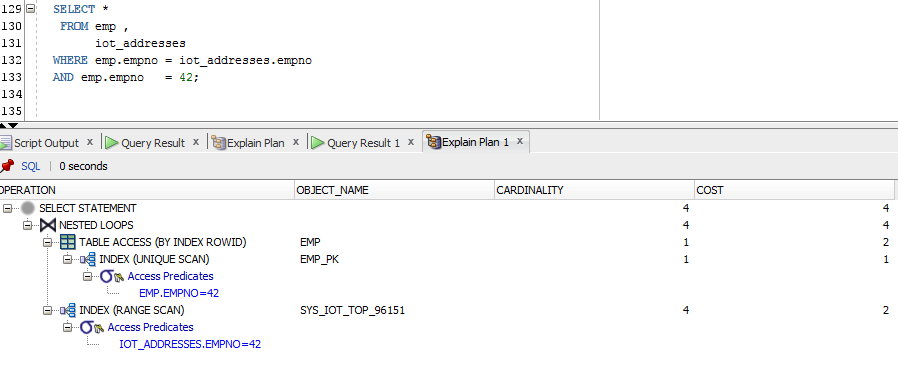 129 SELECT *
130 FROM emp ,
131 iot_addresses
132 WHERE emp.empno = iot_addresses.empno
133 AND emp.empno = 42;
134
135
Script Output x Query Result x Explain Plan x Query Result 1 x Explain Plan 1 x
SQL | 0 seconds
OPERATION OBJECT_NAME CARDINALITY COST
SELECT STATEMENT 4 4
NESTED LOOPS 4 4
TABLE ACCESS (BY INDEX ROWID) EMP 1 2
INDEX (UNIQUE SCAN) EMP_PK 1 1
Access Predicates
EMP.EMPNO=42
INDEX (RANGE SCAN) SYS_IOT_TOP_96151 4 2
Access Predicates
IOT_ADDRESSES.EMPNO=42